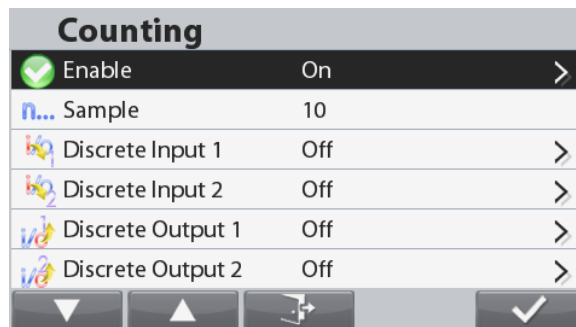 Counting
Enable On
n... Sample 10
Discrete Input 1 Off
Discrete Input 2 Off
Discrete Output 1 Off
Discrete Output 2 Off